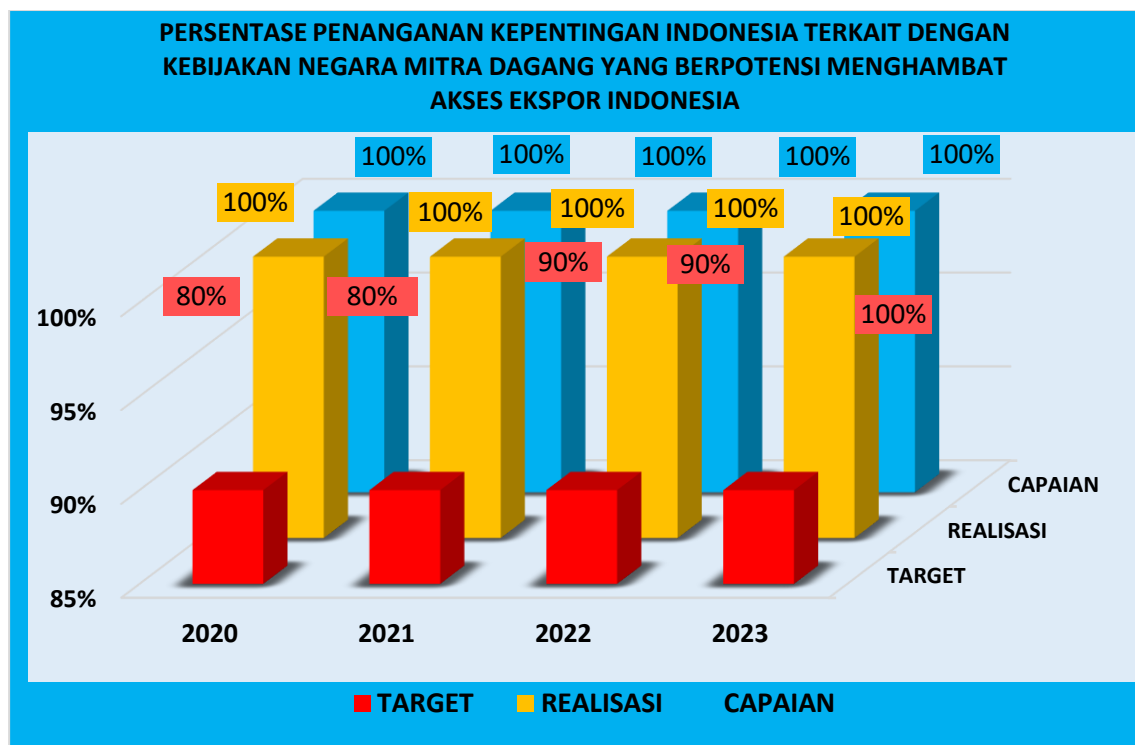 PERSENTASE PENANGANAN KEPENTINGAN INDONESIA TERKAIT DENGAN
KEBIJAKAN NEGARA MITRA DAGANG YANG BERPOTENSI MENGHAMBAT
AKSES EKSPOR INDONESIA
100% 100% 100% 100% 100%
100% 100% 100% 100% 100%
80% 80% 90% 90% 100%
100%
95%
90%
85%
CAPAIAN
REALISASI
TARGET
2020 2021 2022 2023
TARGET REALISASI CAPAIAN